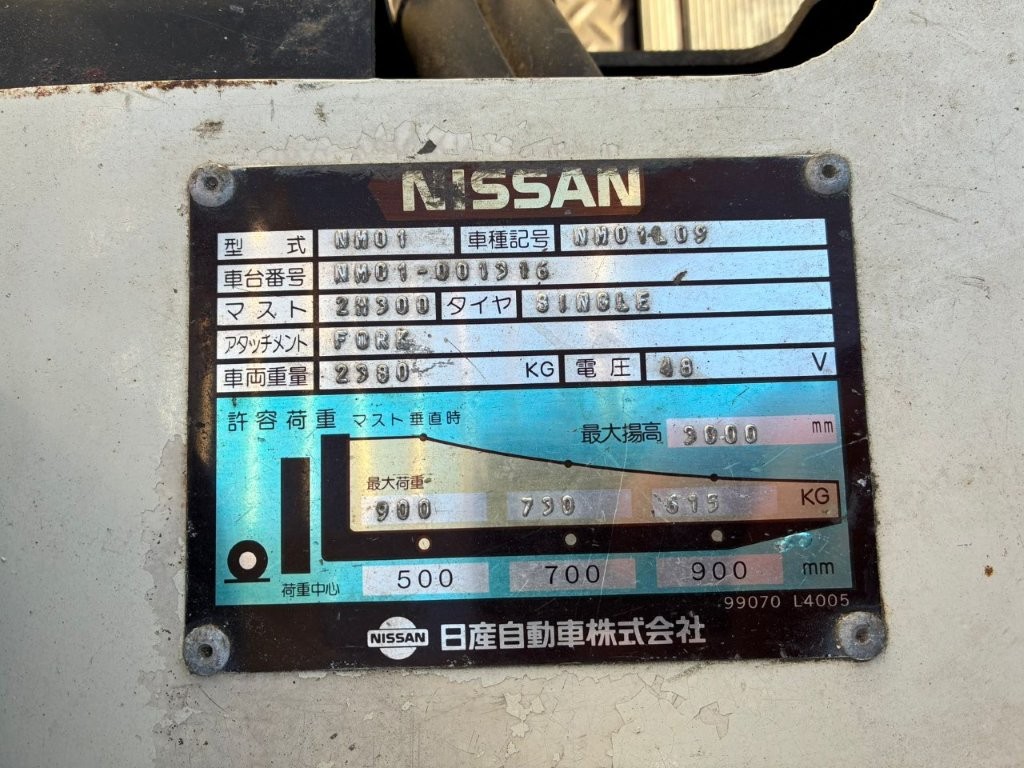 NISSAN
型 式 NM01 車種記号 NM01L09
車台番号 NM01-001916
マスト 2M300 タイヤ SINGLE
アタッチメント FORK
車両重量 2380 KG 電圧 48 V
許容荷重 マスト垂直時
最大揚高 3000 mm
最大荷重
900 730 615 KG
荷重中心 500 700 900 mm
99070 L4005
NISSAN 日産自動車株式会社